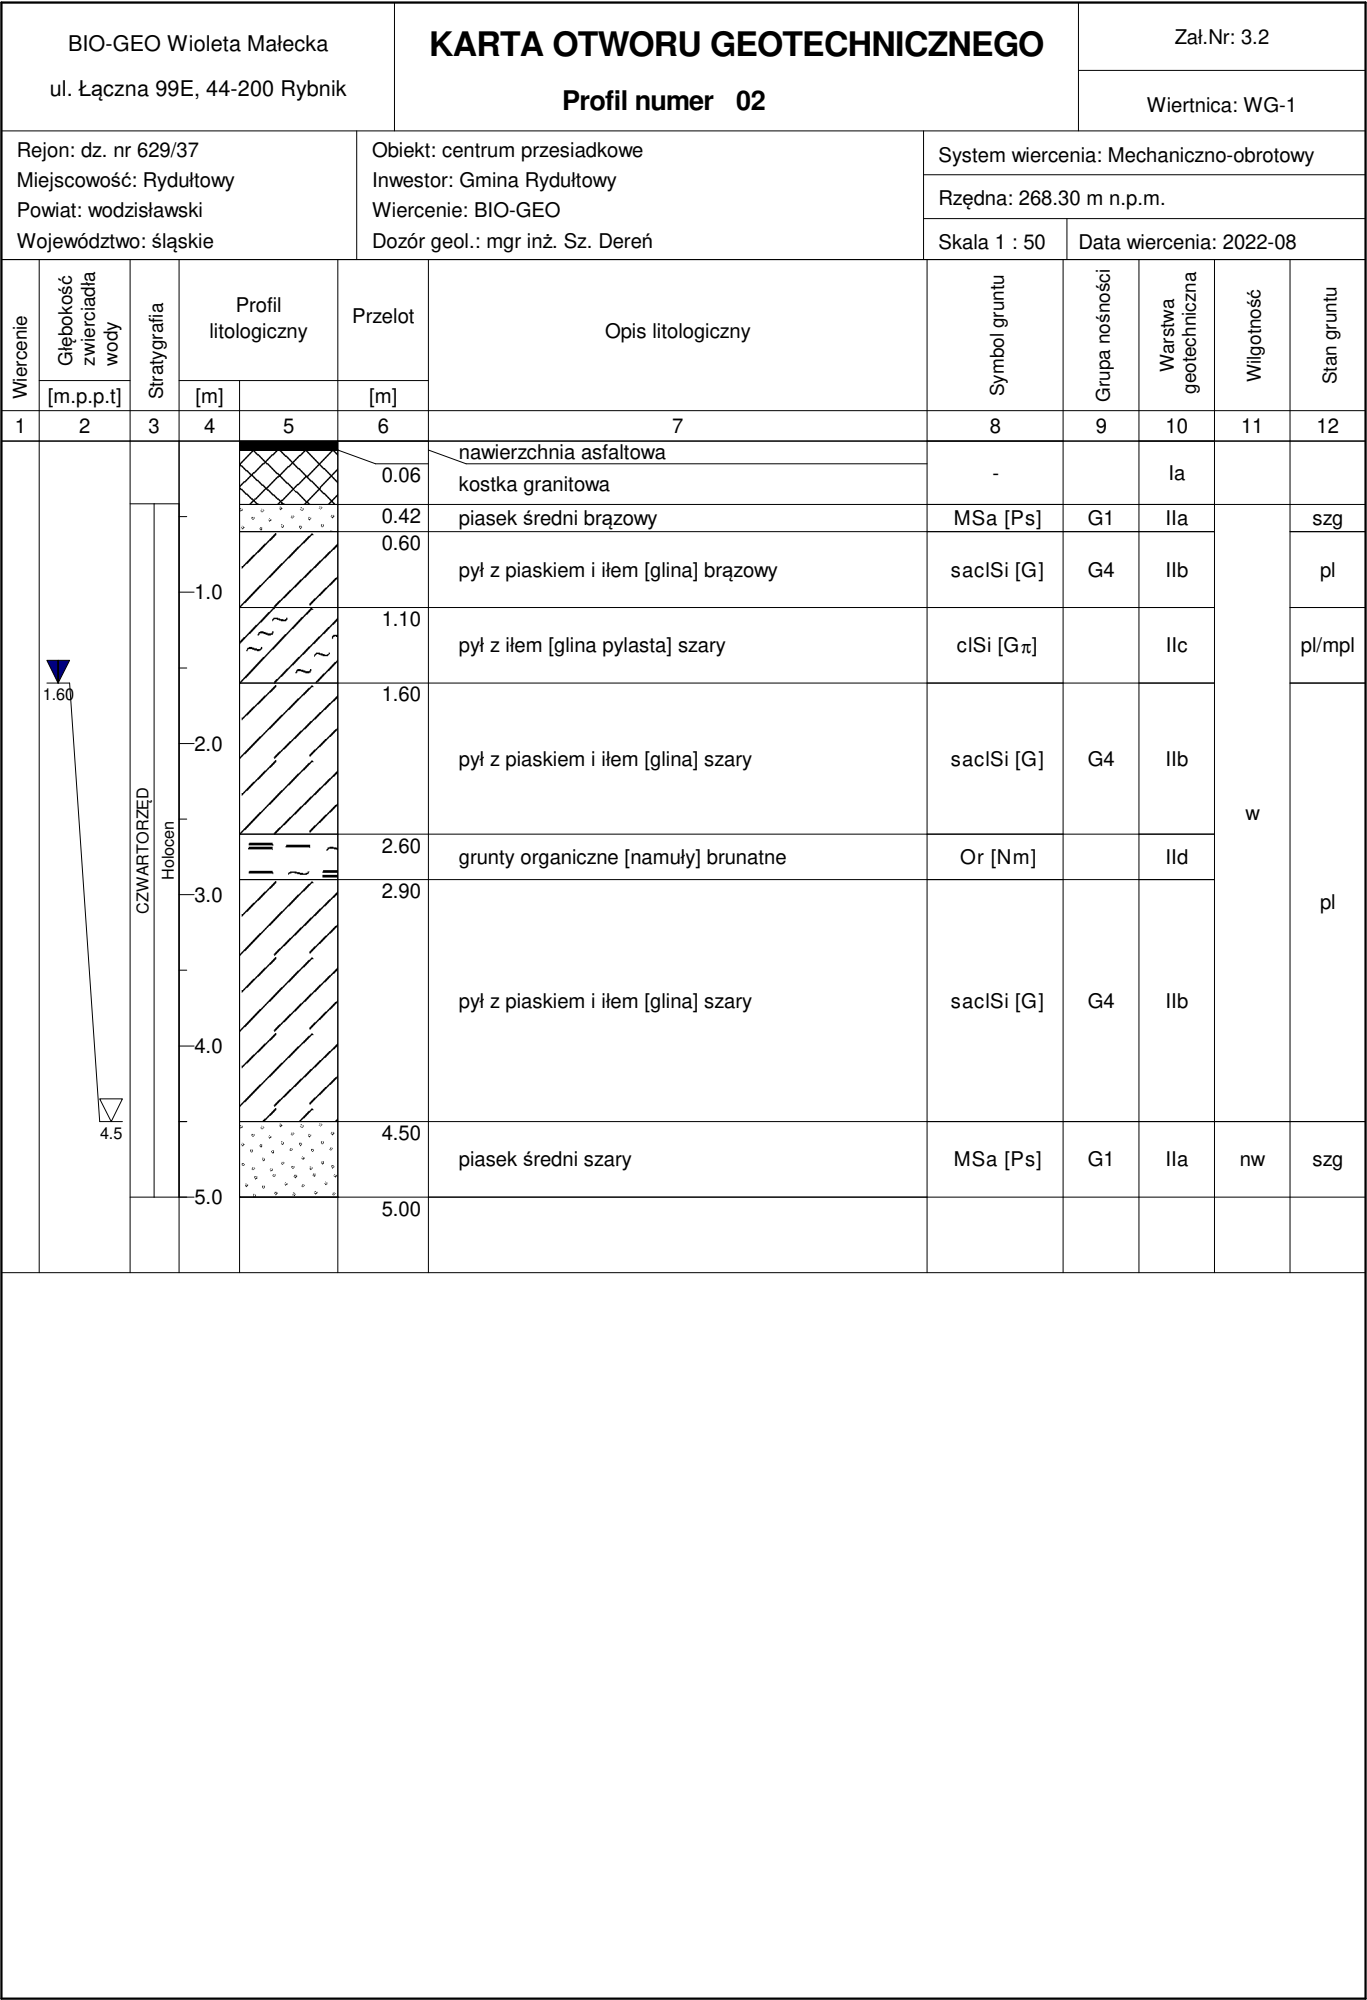 BIO-GEO Wioleta Małecka
ul. Łączna 99E, 44-200 Rybnik
KARTA OTWORU GEOTECHNICZNEGO
Profil numer 02
Zał.Nr: 3.2
Wiertnica: WG-1
Rejon: dz. nr 629/37
Miejscowość: Rydułtowy
Powiat: wodzisławski
Województwo: śląskie
Obiekt: centrum przesiadkowe
Inwestor: Gmina Rydułtowy
Wiercenie: BIO-GEO
Dozór geol.: mgr inż. Sz. Dereń
System wiercenia: Mechaniczno-obrotowy
Rzędna: 268.30 m n.p.m.
Skala 1 : 50
Data wiercenia: 2022-08
Wiercenie
Głębokość
zwierciadła
wody
[m.p.p.t]
Stratygrafia
Profil
litologiczny
[m]
Przelot
[m]
Opis litologiczny
Symbol gruntu
Grupa nośności
Warstwa
geotechniczna
Wilgotność
Stan gruntu
1 2 3 4 5 6 7 8 9 10 11 12
nawierzchnia asfaltowa
0.06 kostka granitowa - Ia
0.42 piasek średni brązowy MSa [Ps] G1 IIa szg
0.60
pył z piaskiem i iłem [glina] brązowy saclSi [G] G4 IIb pl
1.0
1.10
pył z iłem [glina pylasta] szary clSi [Gπ] IIc pl/mpl
1.60
1.60
2.0
pył z piaskiem i iłem [glina] szary saclSi [G] G4 IIb
w
CZWARTORZĘD
Holocen
2.60
grunty organiczne [namuły] brunatne Or [Nm] IId
2.90
3.0
pl
pył z piaskiem i iłem [glina] szary saclSi [G] G4 IIb
4.0
4.5
4.50
piasek średni szary MSa [Ps] G1 IIa nw szg
5.0
5.00